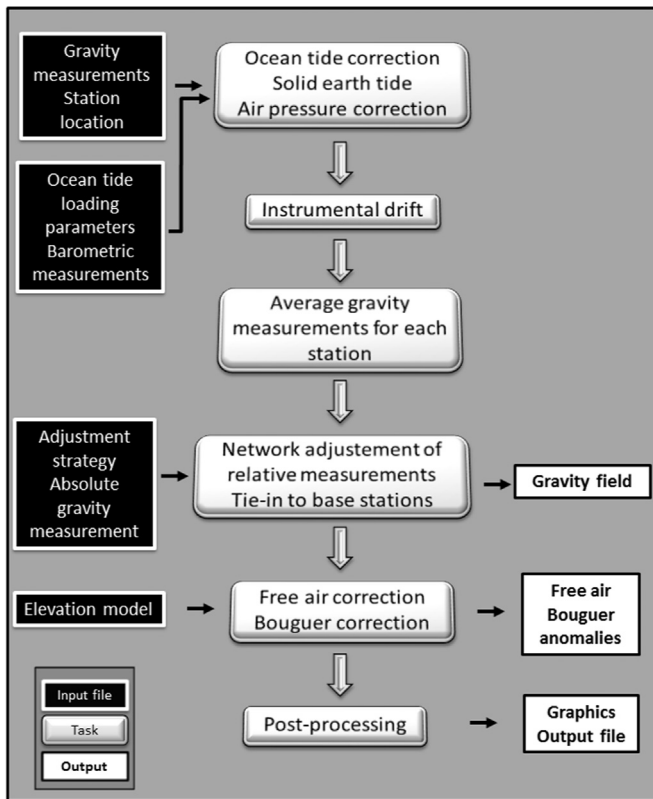 Gravity
measurements
Station
location
Ocean tide correction
Solid earth tide
Air pressure correction
Ocean tide
loading
parameters
Barometric
measurements
Instrumental drift
Average gravity
measurements for each
station
Adjustment
strategy
Absolute
gravity
measurement
Network adjustement of
relative measurements
Tie-in to base stations
Gravity field
Elevation model
Free air correction
Bouguer correction
Free air
Bouguer
anomalies
Post-processing
Graphics
Output file
Input file
Task
Output